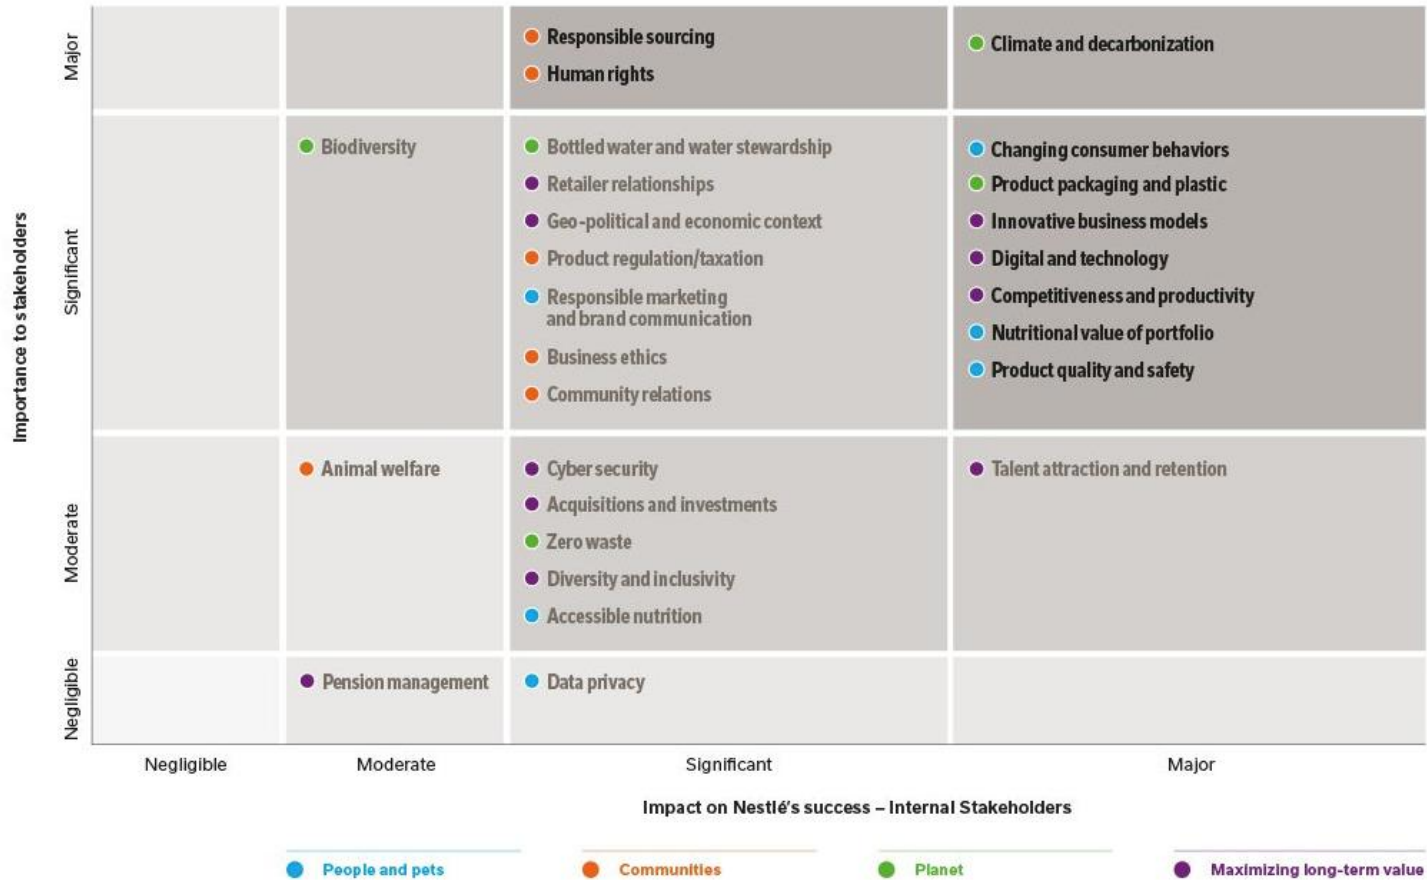 Importance to stakeholders
Major
Responsible sourcing
Human rights
Climate and decarbonization
Significant
Biodiversity
Bottled water and water stewardship
Retailer relationships
Geo-political and economic context
Product regulation/taxation
Responsible marketing
and brand communication
Business ethics
Community relations
Changing consumer behaviors
Product packaging and plastic
Innovative business models
Digital and technology
Competitiveness and productivity
Nutritional value of portfolio
Product quality and safety
Moderate
Animal welfare
Cyber security
Acquisitions and investments
Zero waste
Diversity and inclusivity
Accessible nutrition
Talent attraction and retention
Negligible
Pension management
Data privacy
Negligible
Moderate
Significant
Major
Impact on Nestlé's success – Internal Stakeholders
People and pets
Communities
Planet
Maximizing long-term value